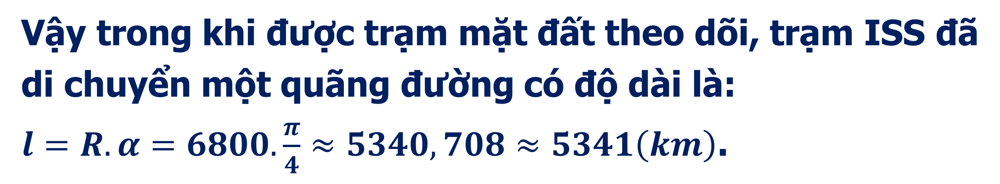 Vậy trong khi được trạm mặt đất theo dõi, trạm ISS đã
di chuyển một quãng đường có độ dài là:
l = R. α = 6800. π/4 ≈ 5340, 708 ≈ 5341(km).